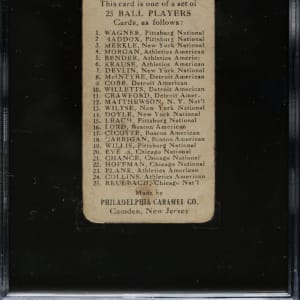 This card is one of a set of
25 BALL PLAYERS
Cards, as follows:
1. WAGNER, Pittsburg National
2. MADDOX, Pittsburg National
3. MERKLE, New York National
4. MORGAN, Athletics American
5. BENDER, Athletics Americ.
6. KRAUSE, Athletics American
7. DEVLIN, New York National
8. McINTYRE, Detroit American
9. COBB, Detroit American
10. WILLETTS, Detroit Amer.
11. CRAWFORD, Detroit Amer.
12. MATTHEWSON, N. Y. Nat'l
13. WILTSE, New York National
14. DOYLE, New York National
15. LEACH, Pittsburg National
16. LORD, Boston American
17. CICOTTE, Boston American
18. CARRIGAN, Boston American
19. WILLIS, Pittsburg National
20. EVERS, Chicago National
21. CHANCE, Chicago National
22. HOFFMAN, Chicago National
23. PLANK, Athletics American
24. COLLINS, Athletics American
25. REULBACH, Chicago Nat'l
Made by
PHILADELPHIA CARAMEL CO.
Camden, New Jersey